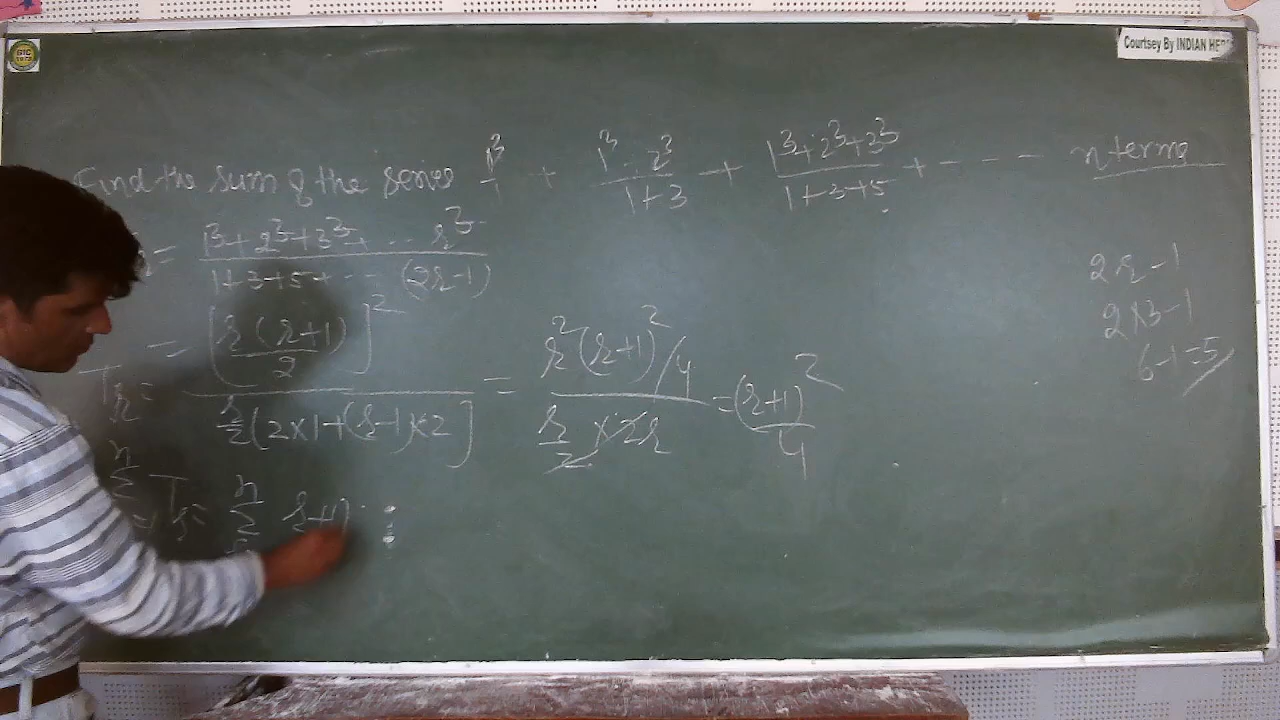 Courtsey By INDIAN HER
Find the sum of the series 1³/1 + 1³+2³/1+3 + 1³+2³+3³/1+3+5 + - - - - n terms
= 1³+2³+3³+...r³ / 1+3+5+ --- (2r-1)
2r-1
2×3-1
6-1=5
Tr = [r(r+1)/2]² / r/2[2×1+(r-1)×2] = r²(r+1)²/4 / r/2 × 2r = (r+1)²/4
n Σ Tr = n Σ r+1